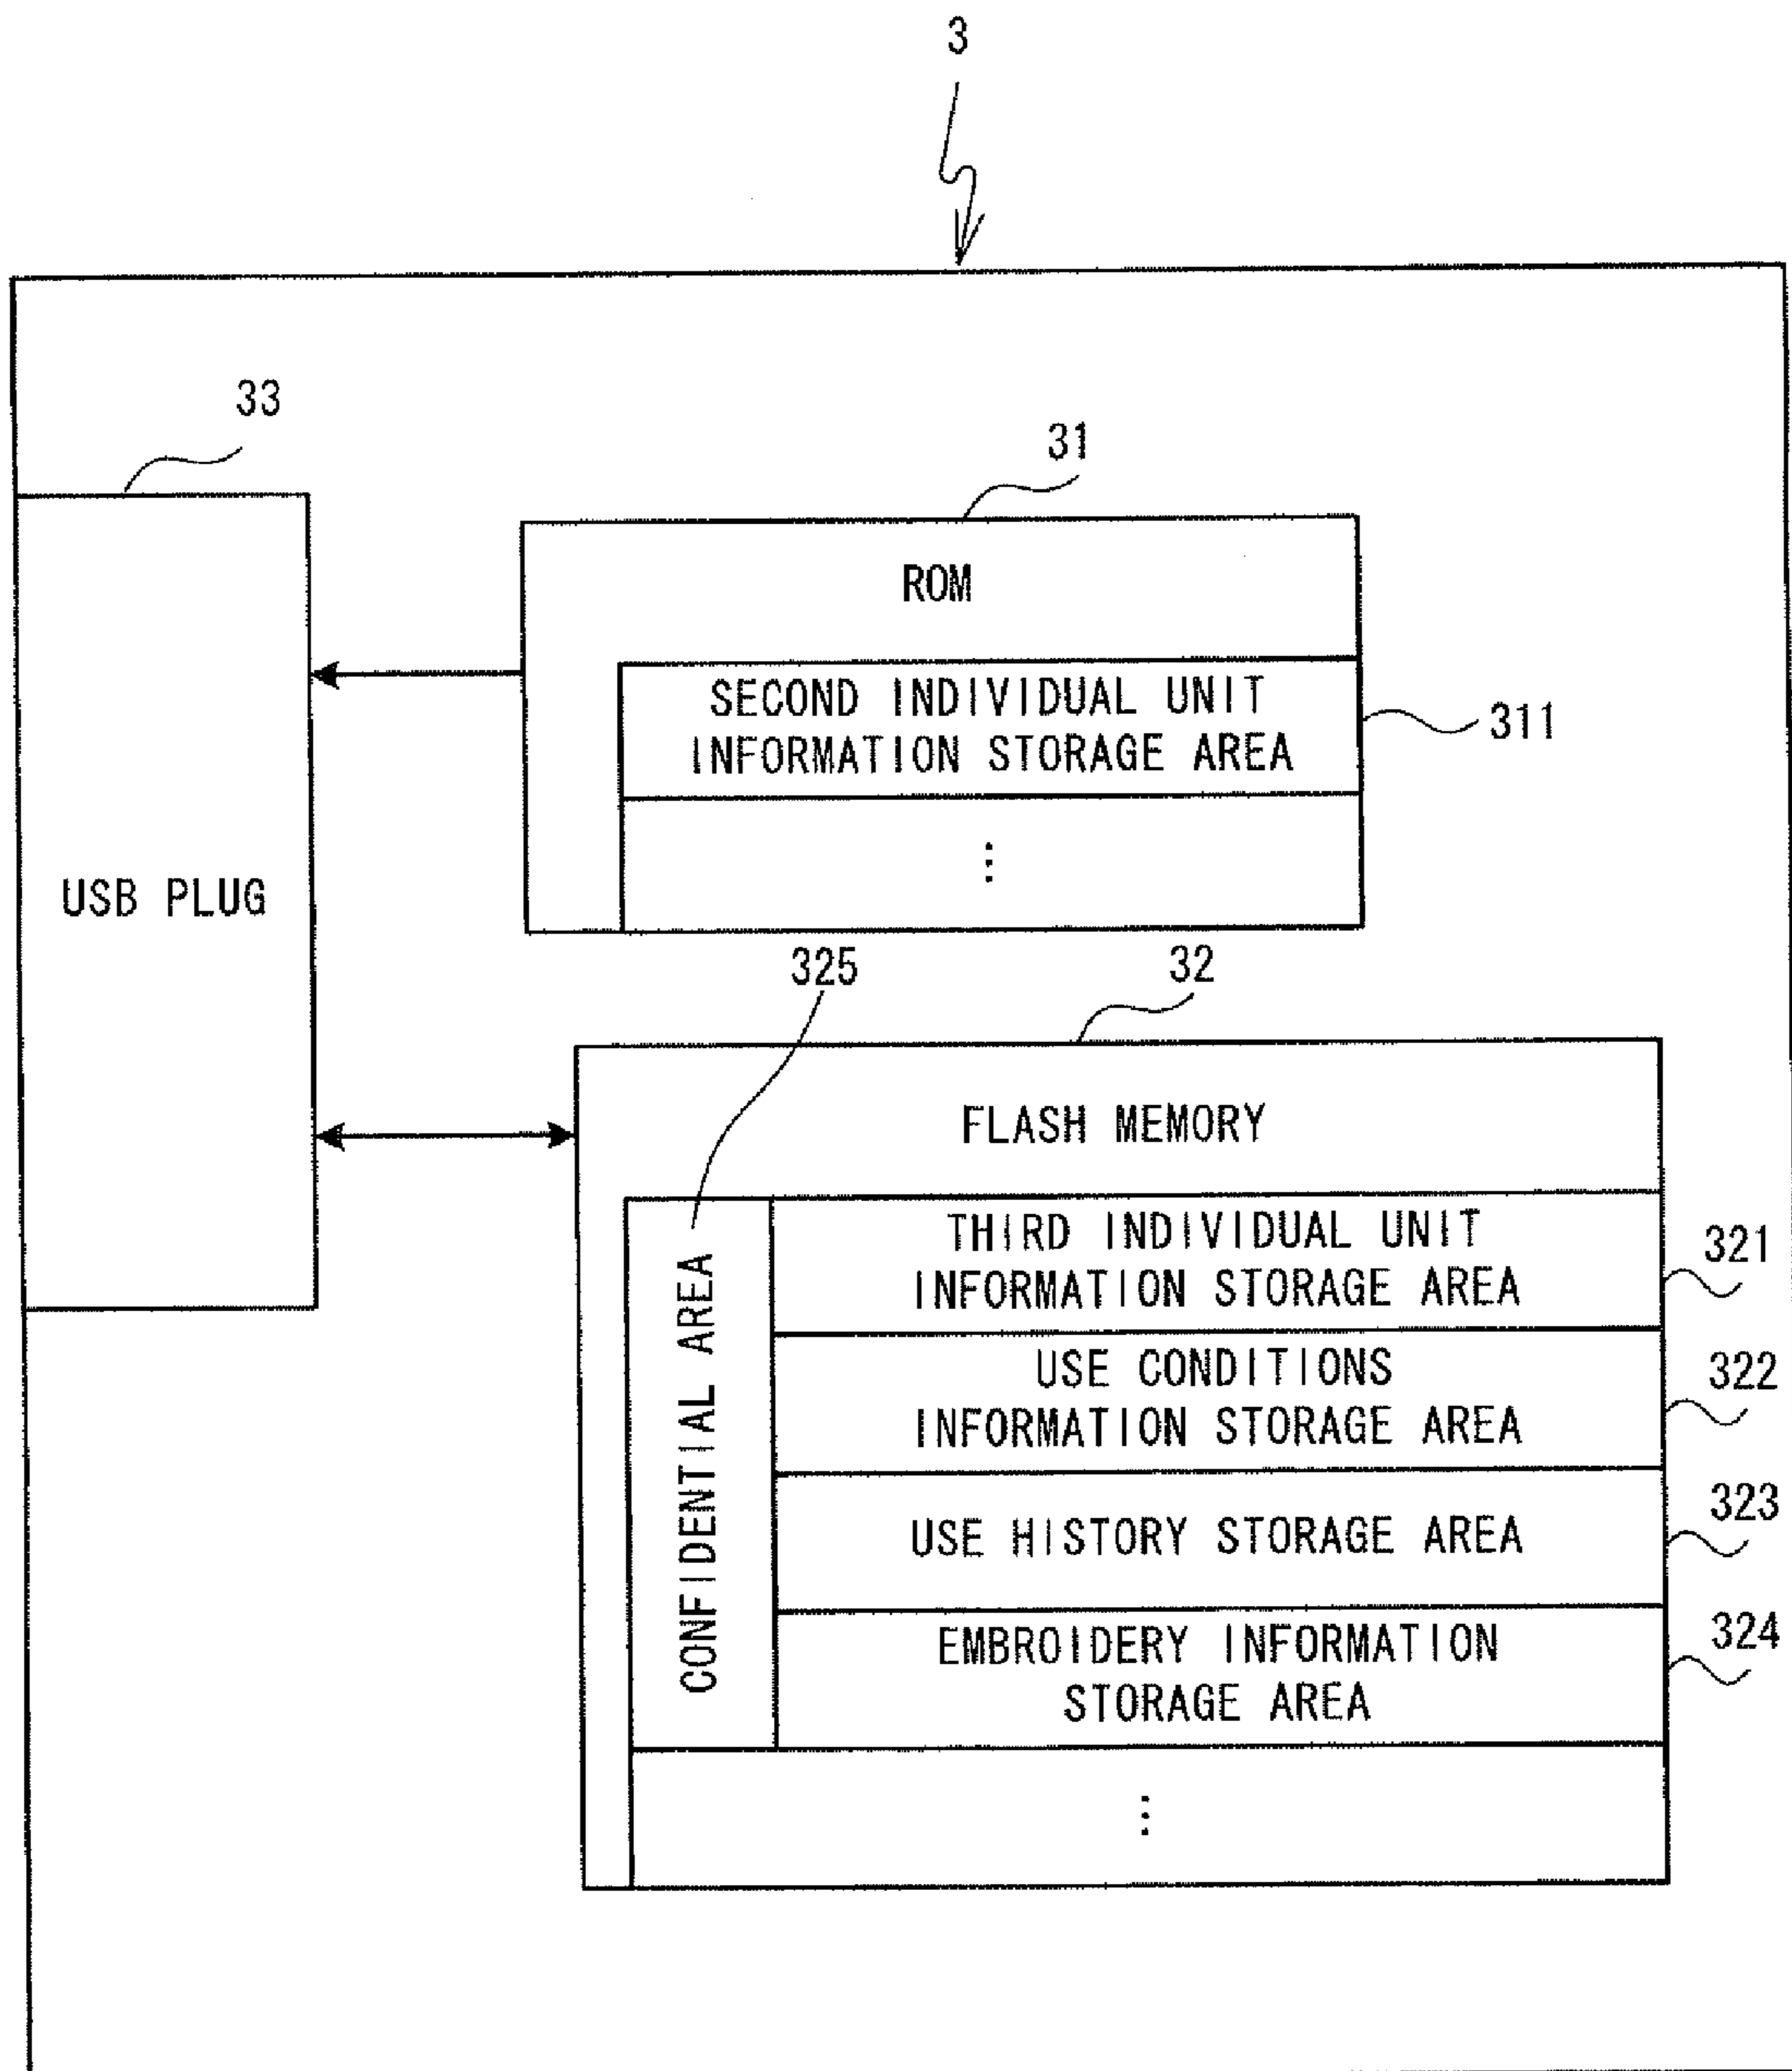 3
33
31
ROM
SECOND INDIVIDUAL UNIT
INFORMATION STORAGE AREA
311
⋮
USB PLUG
325
32
FLASH MEMORY
CONFIDENTIAL AREA
THIRD INDIVIDUAL UNIT
INFORMATION STORAGE AREA
321
USE CONDITIONS
INFORMATION STORAGE AREA
322
USE HISTORY STORAGE AREA
323
EMBROIDERY INFORMATION
STORAGE AREA
324
⋮